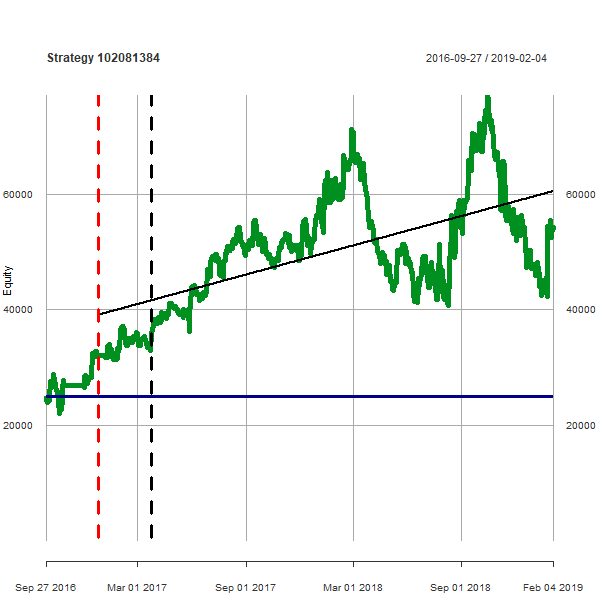 Strategy 102081384 2016-09-27 / 2019-02-04
60000 60000
Equity
40000 40000
20000 20000
Sep 27 2016 Mar 01 2017 Sep 01 2017 Mar 01 2018 Sep 01 2018 Feb 04 2019